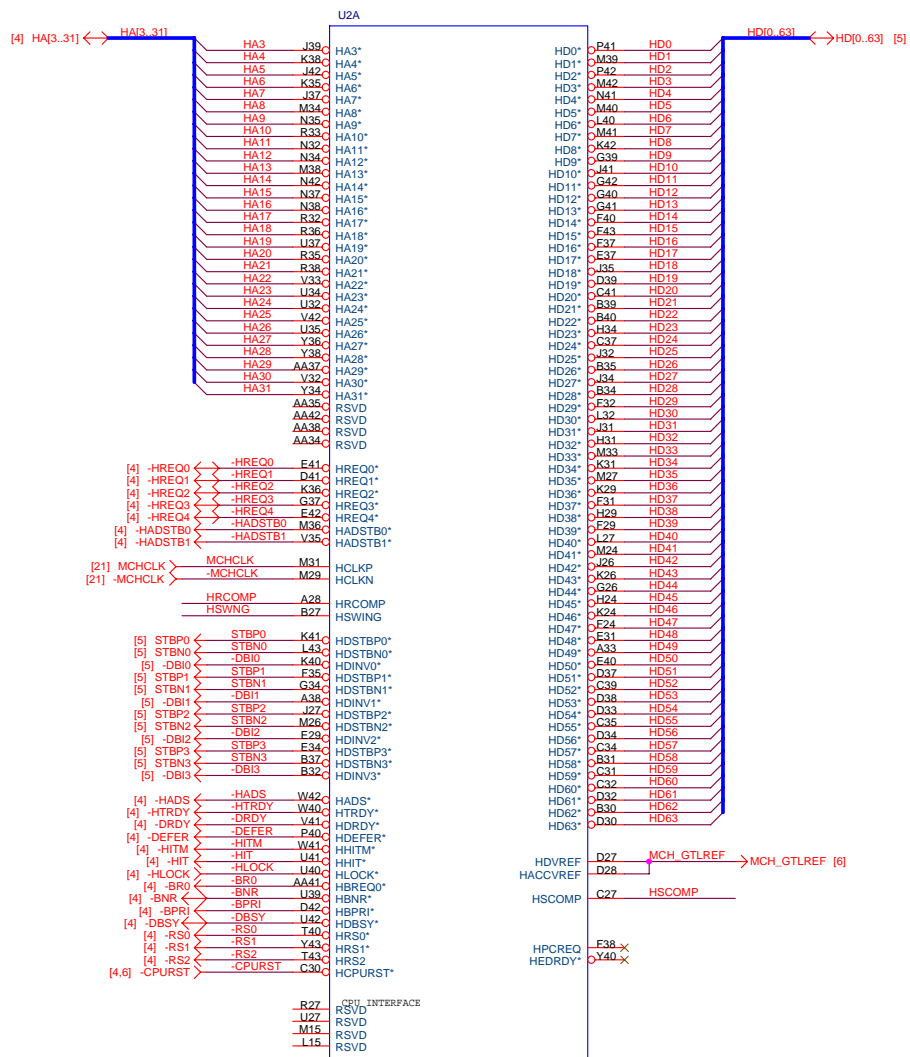 U2A
[4] HA[3..31] HA[3..31] HD[0..63] HD[0..63] [5]
HA3 J39 HA3* HD0* P41 HD0
HA4 K38 HA4* HD1* M39 HD1
HA5 J42 HA5* HD2* P42 HD2
HA6 K35 HA6* HD3* M42 HD3
HA7 J37 HA7* HD4* N41 HD4
HA8 M34 HA8* HD5* M40 HD5
HA9 N35 HA9* HD6* L40 HD6
HA10 R33 HA10* HD7* M41 HD7
HA11 N32 HA11* HD8* K42 HD8
HA12 N34 HA12* HD9* G39 HD9
HA13 M38 HA13* HD10* J41 HD10
HA14 N42 HA14* HD11* G42 HD11
HA15 N37 HA15* HD12* G40 HD12
HA16 N38 HA16* HD13* G41 HD13
HA17 R32 HA17* HD14* F40 HD14
HA18 R36 HA18* HD15* F43 HD15
HA19 U37 HA19* HD16* F37 HD16
HA20 R35 HA20* HD17* E37 HD17
HA21 R38 HA21* HD18* J35 HD18
HA22 V33 HA22* HD19* D39 HD19
HA23 U34 HA23* HD20* C41 HD20
HA24 U32 HA24* HD21* B39 HD21
HA25 V42 HA25* HD22* B40 HD22
HA26 U35 HA26* HD23* H34 HD23
HA27 Y36 HA27* HD24* C37 HD24
HA28 Y38 HA28* HD25* J32 HD25
HA29 AA37 HA29* HD26* B35 HD26
HA30 V32 HA30* HD27* J34 HD27
HA31 Y34 HA31* HD28* B34 HD28
AA35 RSVD HD29* F32 HD29
AA42 RSVD HD30* L32 HD30
AA38 RSVD HD31* J31 HD31
AA34 RSVD HD32* H31 HD32
HD33* M33 HD33
[4] -HREQ0 -HREQ0 E41 HREQ0* HD34* K31 HD34
[4] -HREQ1 -HREQ1 D41 HREQ1* HD35* M27 HD35
[4] -HREQ2 -HREQ2 K36 HREQ2* HD36* K29 HD36
[4] -HREQ3 -HREQ3 G37 HREQ3* HD37* F31 HD37
[4] -HREQ4 -HREQ4 E42 HREQ4* HD38* H29 HD38
[4] -HADSTB0 -HADSTB0 M36 HADSTB0* HD39* F29 HD39
[4] -HADSTB1 -HADSTB1 V35 HADSTB1* HD40* L27 HD40
HD41* M24 HD41
[21] MCHCLK MCHCLK M31 HCLKP HD42* J26 HD42
[21] -MCHCLK -MCHCLK M29 HCLKN HD43* K26 HD43
HD44* G26 HD44
HRCOMP A28 HRCOMP HD45* H24 HD45
HSWNG B27 HSWING HD46* K24 HD46
HD47* F24 HD47
[5] STBP0 STBP0 K41 HDSTBP0* HD48* E31 HD48
[5] STBN0 STBN0 L43 HDSTBN0* HD49* A33 HD49
[5] -DBI0 -DBI0 K40 HDINV0* HD50* E40 HD50
[5] STBP1 STBP1 F35 HDSTBP1* HD51* D37 HD51
[5] STBN1 STBN1 G34 HDSTBN1* HD52* C39 HD52
[5] -DBI1 -DBI1 A38 HDINV1* HD53* D38 HD53
[5] STBP2 STBP2 J27 HDSTBP2* HD54* D33 HD54
[5] STBN2 STBN2 M26 HDSTBN2* HD55* C35 HD55
[5] -DBI2 -DBI2 E29 HDINV2* HD56* D34 HD56
[5] STBP3 STBP3 E34 HDSTBP3* HD57* C34 HD57
[5] STBN3 STBN3 B37 HDSTBN3* HD58* B31 HD58
[5] -DBI3 -DBI3 B32 HDINV3* HD59* C31 HD59
HD60* C32 HD60
[4] -HADS -HADS W42 HADS* HD61* D32 HD61
[4] -HTRDY -HTRDY W40 HTRDY* HD62* B30 HD62
[4] -DRDY -DRDY V41 HDRDY* HD63* D30 HD63
[4] -DEFER -DEFER P40 HDEFER*
[4] -HITM -HITM W41 HHITM*
[4] -HIT -HIT U41 HHIT* HDVREF D27 MCH_GTLREF MCH_GTLREF [6]
[4] -HLOCK -HLOCK U40 HLOCK* HACCVREF D28
[4] -BR0 -BR0 AA41 HBREQ0*
[4] -BNR -BNR U39 HBNR* HSCOMP C27 HSCOMP
[4] -BPRI -BPRI D42 HBPRI*
[4] -DBSY -DBSY U42 HDBSY*
[4] -RS0 -RS0 T40 HRS0*
[4] -RS1 -RS1 Y43 HRS1* HPCREQ F38
[4] -RS2 -RS2 T43 HRS2 HEDRDY* Y40
[4,6] -CPURST -CPURST C30 HCPURST*
CPU INTERFACE
R27 RSVD
U27 RSVD
M15 RSVD
L15 RSVD